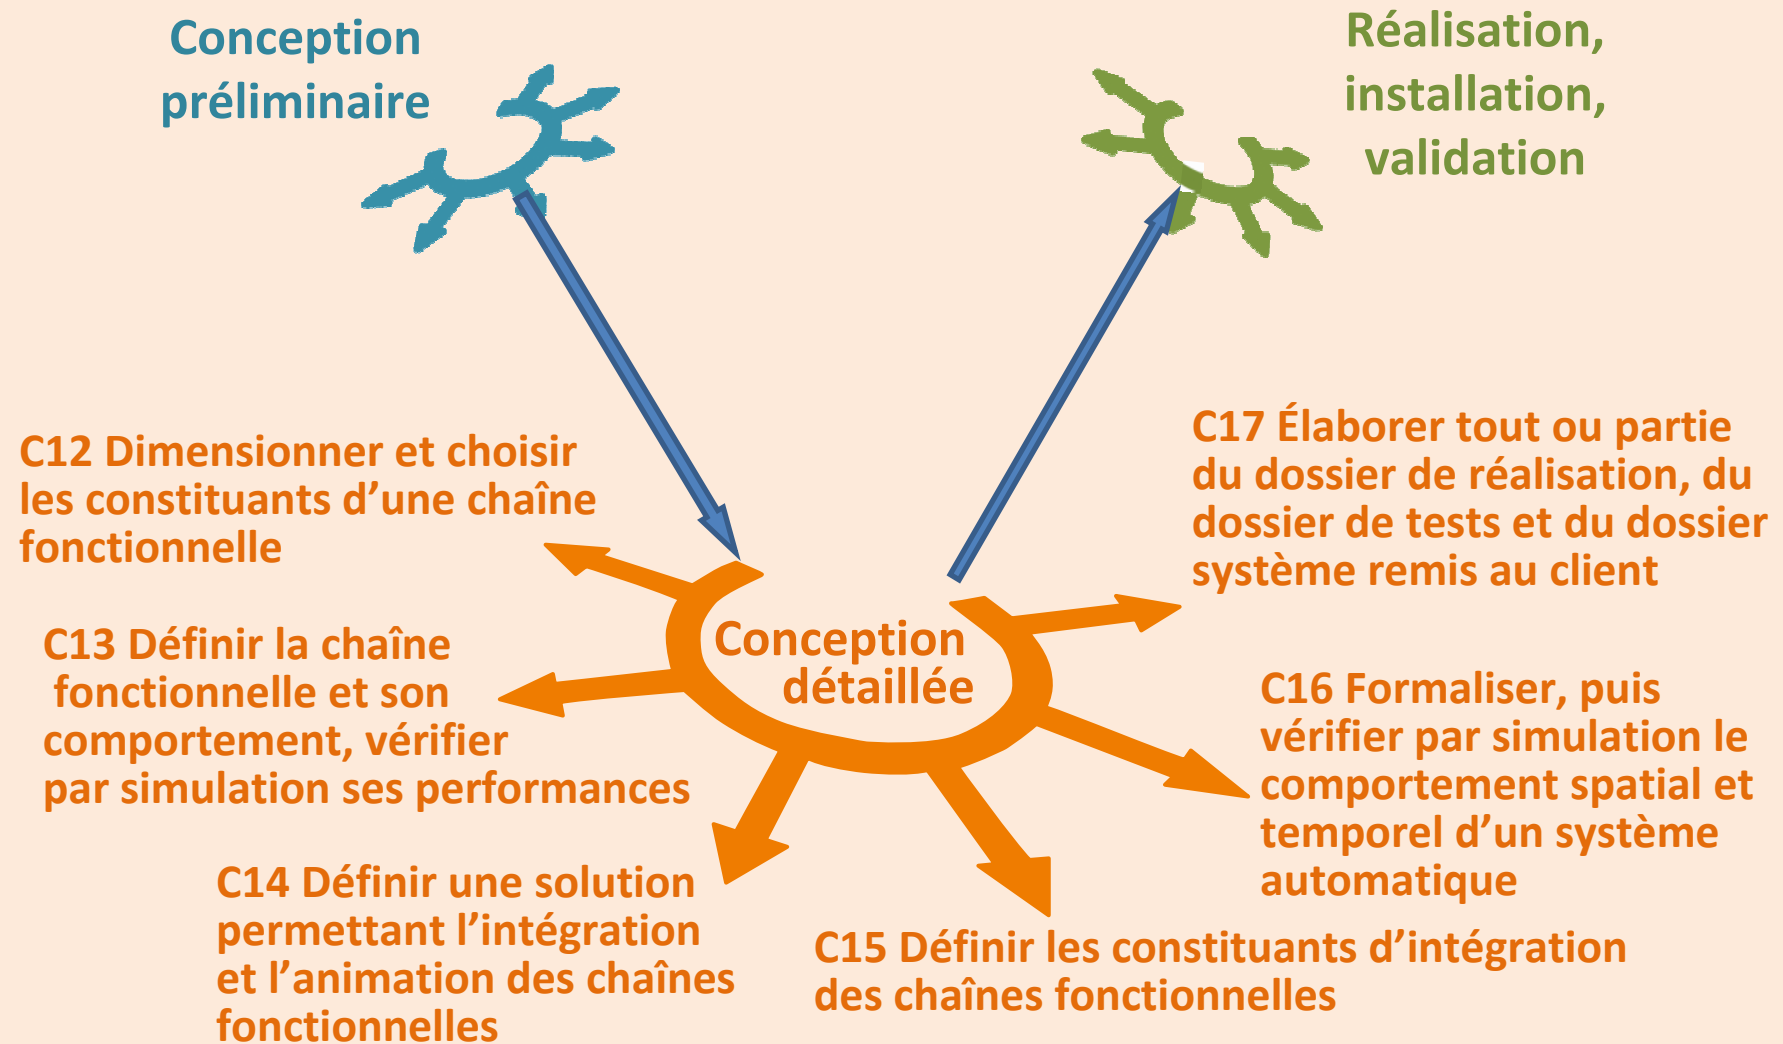 Conception
préliminaire
Réalisation,
installation,
validation
C12 Dimensionner et choisir
les constituants d’une chaîne
fonctionnelle
C13 Définir la chaîne
fonctionnelle et son
comportement, vérifier
par simulation ses performances
C14 Définir une solution
permettant l’intégration
et l’animation des chaînes
fonctionnelles
Conception
détaillée
C15 Définir les constituants d’intégration
des chaînes fonctionnelles
C17 Élaborer tout ou partie
du dossier de réalisation, du
dossier de tests et du dossier
système remis au client
C16 Formaliser, puis
vérifier par simulation le
comportement spatial et
temporel d’un système
automatique